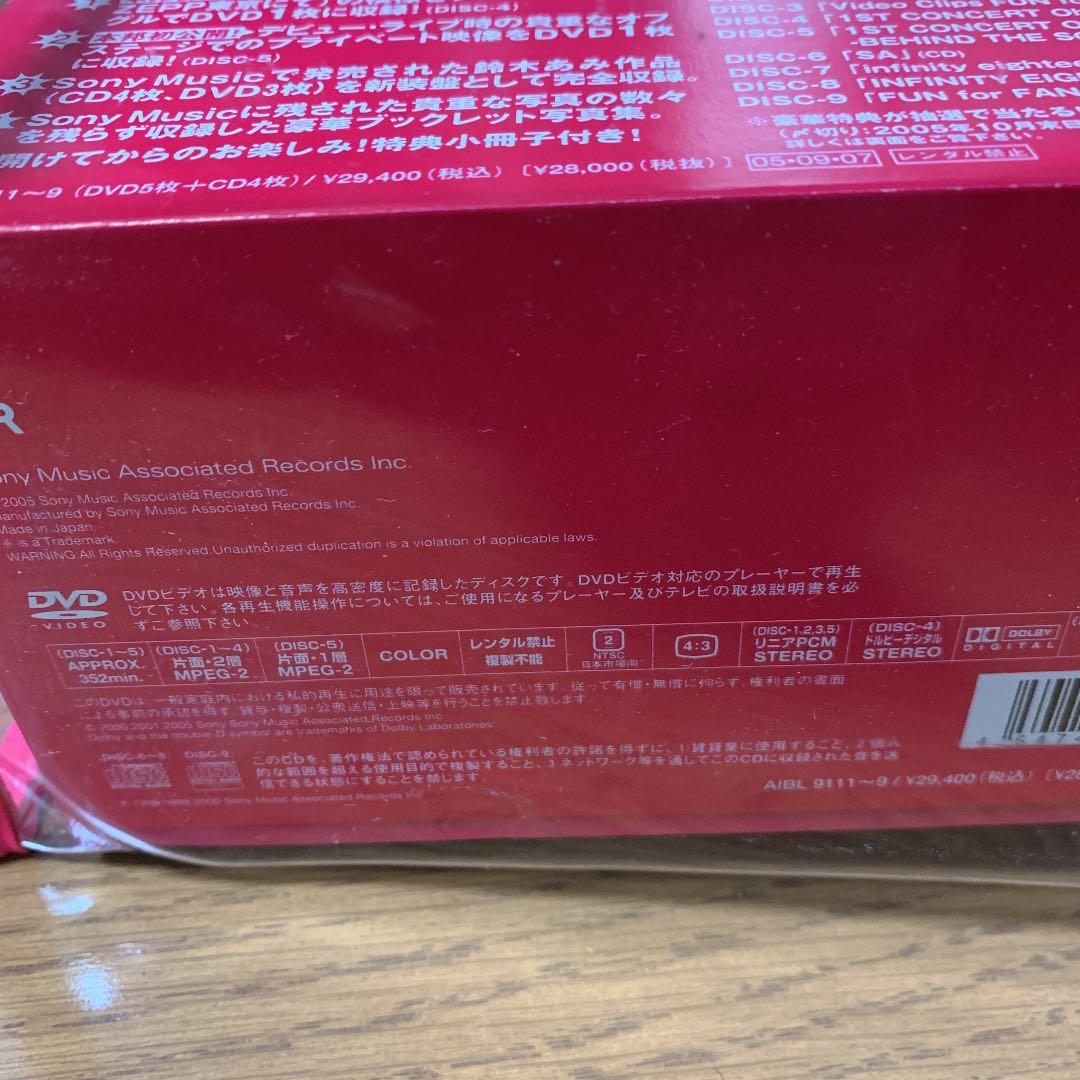 ZEPP東京にて)の
フルでDVD1枚に収録!(DISC-4)
本邦初公開!デビュー・ライブ時の貴重なオフ
ステージでのプライベート映像をDVD1枚
に収録!(DISC-5)
Sony Musicで発売された鈴木あみ作品
(CD4枚、DVD3枚)を新装盤として完全収録。
Sony Musicに残された貴重な写真の数々
を残らず収録した豪華ブックレット写真集。
開けてからのお楽しみ!特典小冊子付き!
11〜9(DVD5枚+CD4枚)/¥29,400(税込)[¥28,000(税抜)] 05・09・07 レンタル禁止
DISC-3「Video Clips FUN
DISC-4「1ST CONCERT
DISC-5「1ST CONCERT
-BEHIND THE
DISC-6「SA」(CD)
DISC-7「infinity eighte
DISC-8「INFINITY EIGH
DISC-9「FUN for FAN
※豪華特典が抽選で当たる
(〆切り:2005年10月末
詳しくは裏面をご覧
R
ony Music Associated Records Inc.
2005 Sony Music Associated Records Inc.
anufactured by Sony Music Associated Records Inc.
Made in Japan.
is a Trademark.
WARNING:All Rights Reserved.Unauthorized duplication is a violation of applicable laws.
DVD VIDEO
DVDビデオは映像と音声を高密度に記録したディスクです。DVDビデオ対応のプレーヤーで再生
して下さい。各再生機能操作については、ご使用になるプレーヤー及びテレビの取扱説明書を必
ずご参照下さい。
(DISC-1〜5) APPROX. 352min.
(DISC-1〜4) 片面・2層 MPEG-2
(DISC-5) 片面・1層 MPEG-2
COLOR
レンタル禁止 複製不能
2 NTSC 日本市場向
4:3
(DISC-1,2,3,5) リニアPCM STEREO
(DISC-4) ドルビーデジタル STEREO
DOLBY DIGITAL
このDVDは、一般家庭内における私的再生に用途を限って販売されています。従って有償・無償に拘らず、権利者の書面
による事前の承認を得ず、貸与・複製・公衆送信・上映等を行うことを禁止致します
© 2000,2001,2005 Sony Sony Music Associated Records Inc
Dolby and the double-D symbol are trademarks of Dolby Laboratories.
DISC-6〜8 DISC-9
このCDを、著作権法で認められている権利者の許諾を得ずに、1 賃貸業に使用すること、2 個人
的な範囲を超える使用目的で複製すること、3 ネットワーク等を通してこのCDに収録された音を送
信できる状態にすることを禁じます。
Sony Music Associated Records Inc
AIBL 9111〜9/¥29,400(税込)[¥28